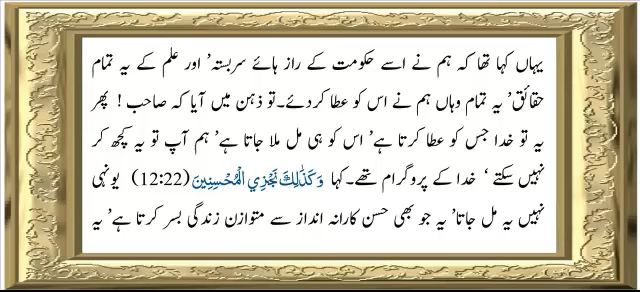 یہاں کہا تھا کہ ہم نے اسے حکومت کے راز ہائے سربستہ’ اور علم کے یہ تمام
حقائق’ یہ تمام وہاں ہم نے اس کو عطا کردئے۔تو ذہن میں آیا کہ صاحب ! پھر
یہ تو خدا جس کو عطا کرتا ہے’ اس کو ہی مل ملا جاتا ہے’ ہم آپ تو یہ کچھ کر
نہیں سکتے ‘ خدا کے پروگرام تھے۔کہا وَكَذٰلِكَ نَجْزِي الْمُحْسِنِينَ (12:22) یونہی
نہیں یہ مل جاتا’ یہ جو بھی حسن کارانہ انداز سے متوازن زندگی بسر کرتا ہے’ یہ